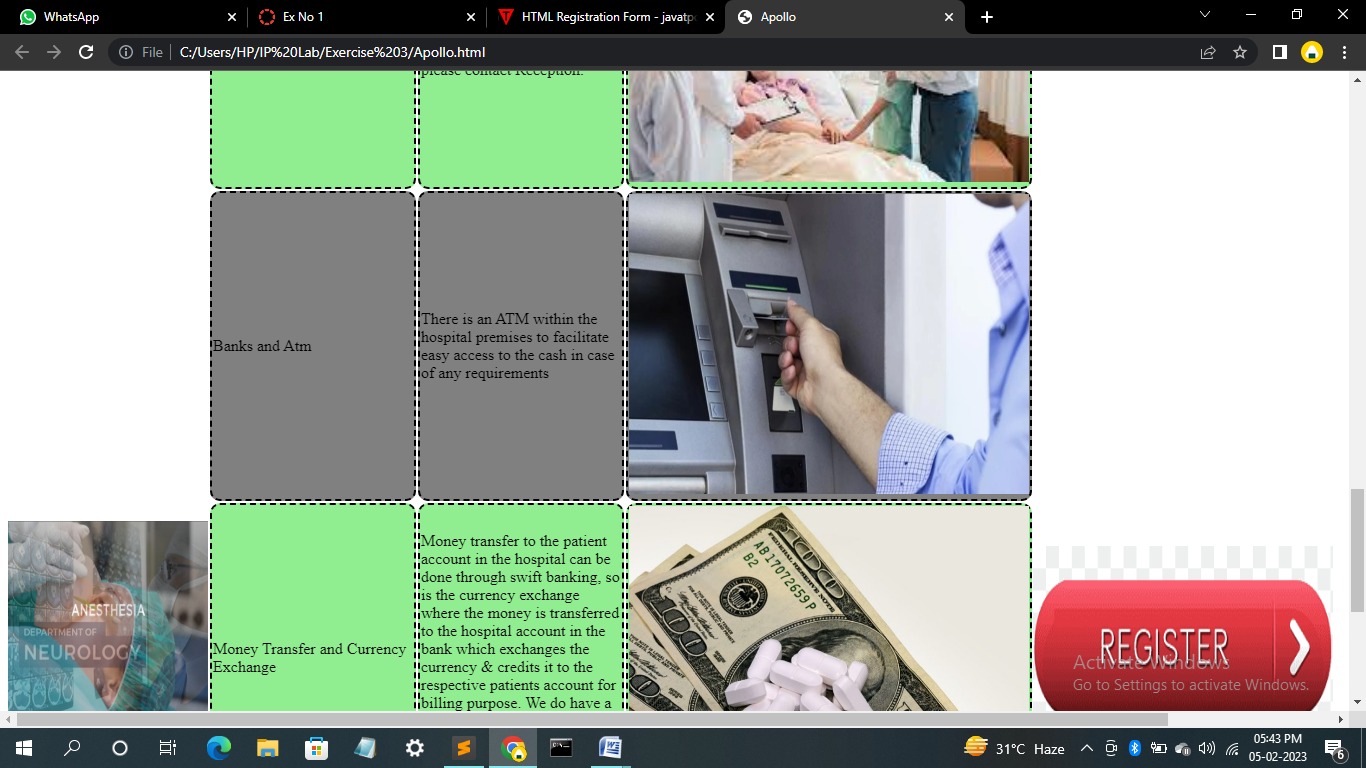 WhatsApp
Ex No 1
HTML Registration Form - javatp
Apollo
File
C:/Users/HP/IP%20Lab/Exercise%203/Apollo.html
please contact Reception.
Banks and Atm
There is an ATM within the
hospital premises to facilitate
easy access to the cash in case
of any requirements
Money Transfer and Currency
Exchange
Money transfer to the patient
account in the hospital can be
done through swift banking, so
is the currency exchange
where the money is transferred
to the hospital account in the
bank which exchanges the
currency & credits it to the
respective patients account for
billing purpose. We do have a
FEDERAL RESERVE NOTE
AB17072659P
B2
100
100
ANESTHESIA
DEPARTMENT OF
NEUROLOGY
REGISTER
Activate Windows
Go to Settings to activate Windows.
31°C Haze
05:43 PM
05-02-2023
6